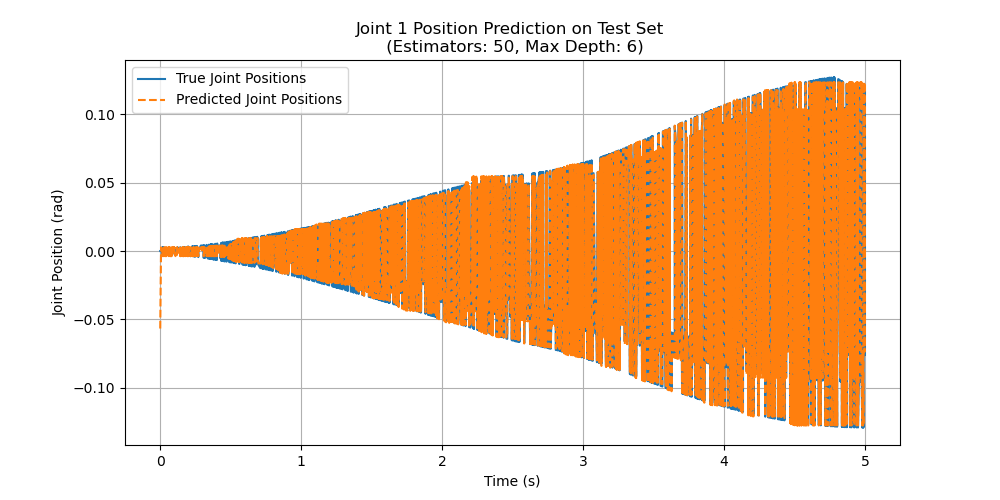 Joint 1 Position Prediction on Test Set
(Estimators: 50, Max Depth: 6)
True Joint Positions
Predicted Joint Positions
Joint Position (rad)
0.10
0.05
0.00
−0.05
−0.10
0 1 2 3 4 5
Time (s)